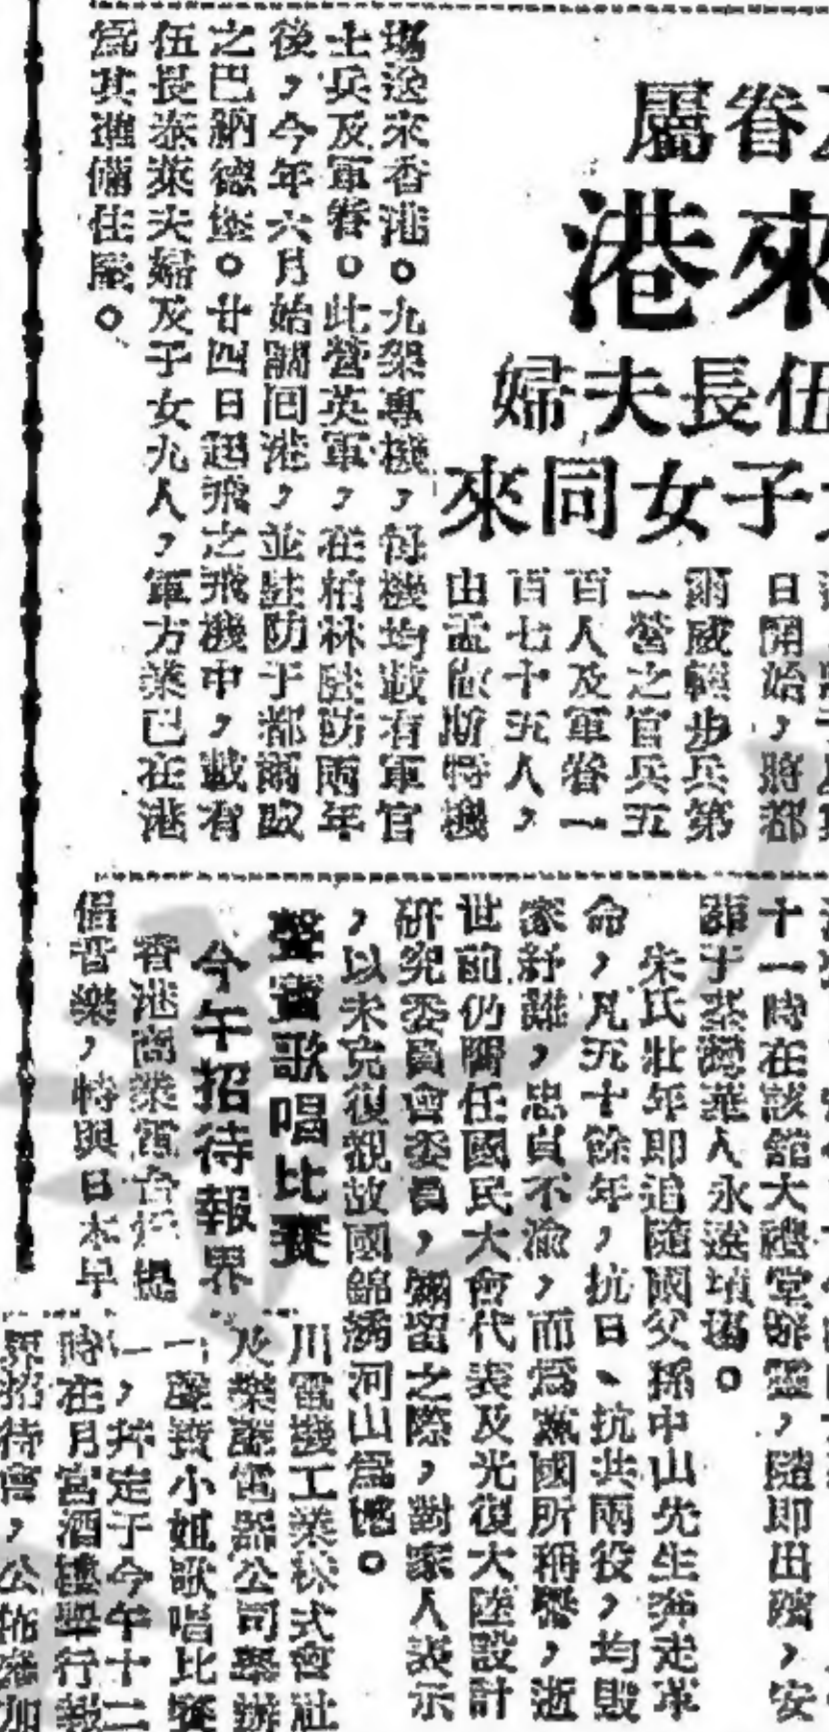 屬眷
港來
婦夫長伍
來同女子
日開始，將都
爾威輕步兵第
一營之官兵五
百人及軍眷一
百七十五人，
由孟徹斯特機
場送來香港。九架專機，每機均載有軍官
士兵及軍眷。此營英軍，在柏林駐防兩年
後，今年六月始調回港，並駐防于都爾政
之巴納德堡。廿四日起飛之飛機中，載有
伍長泰萊夫婦及子女九人，軍方業已在港
爲其準備住屋。
十一時在該館大禮堂辭靈，隨即出殯，安
葬于荃灣華人永遠墳場。
朱氏壯年即追隨國父孫中山先生奔走革
命，凡五十餘年，抗日、抗共兩役，均毀
家紓難，忠貞不渝，而爲黨國所稱譽，逝
世前仍膺任國民大會代表及光復大陸設計
研究委員會委員，彌留之際，對家人表示
，以未克復覩故國錦綉河山爲憾。
聲寶歌唱比賽
今午招待報界
香港商業電台爲提
倡音樂，特與日本早
川電機工業株式會社
及樂聲電器公司舉辦
「聲寶小姐歌唱比賽
」，并定于今午十二
時在月宮酒樓舉行報
界招待會，公佈參加